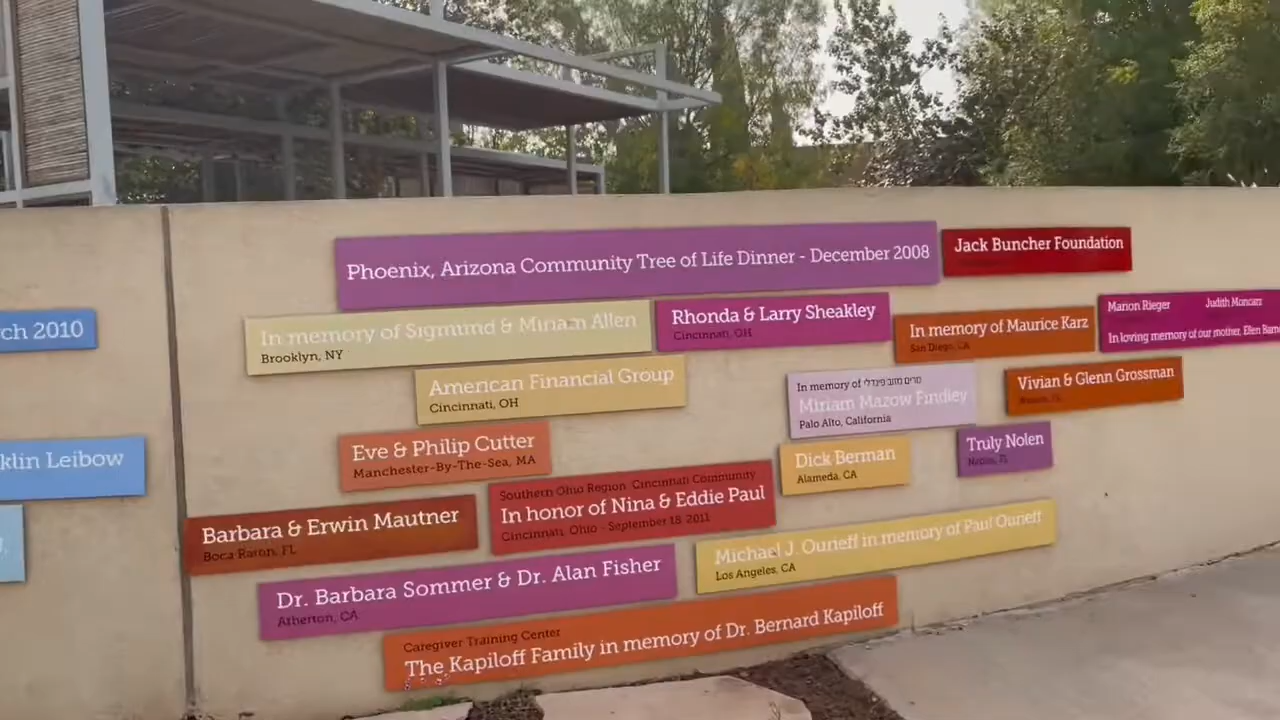 Phoenix, Arizona Community Tree of Life Dinner - December 2008
Jack Buncher Foundation
ch 2010
In memory of Sigmund & Miriam Allen
Brooklyn, NY
Rhonda & Larry Sheakley
Cincinnati, OH
In memory of Maurice Karz
San Diego, CA
Marion Rieger
Judith Moncarz
In loving memory of our mother, Ellen
American Financial Group
Cincinnati, OH
In memory of מרים מזוב פינדלי
Miriam Mazow Findley
Palo Alto, California
Vivian & Glenn Grossman
klin Leibow
Eve & Philip Cutter
Manchester-By-The-Sea, MA
Dick Berman
Alameda, CA
Truly Nolen
Naples, FL
Southern Ohio Region Cincinnati Community
In honor of Nina & Eddie Paul
Cincinnati, Ohio - September 18, 2011
Barbara & Erwin Mautner
Boca Raton, FL
Michael J. Ouneff in memory of Paul Ouneff
Los Angeles, CA
Dr. Barbara Sommer & Dr. Alan Fisher
Atherton, CA
Caregiver Training Center
The Kapiloff Family in memory of Dr. Bernard Kapiloff